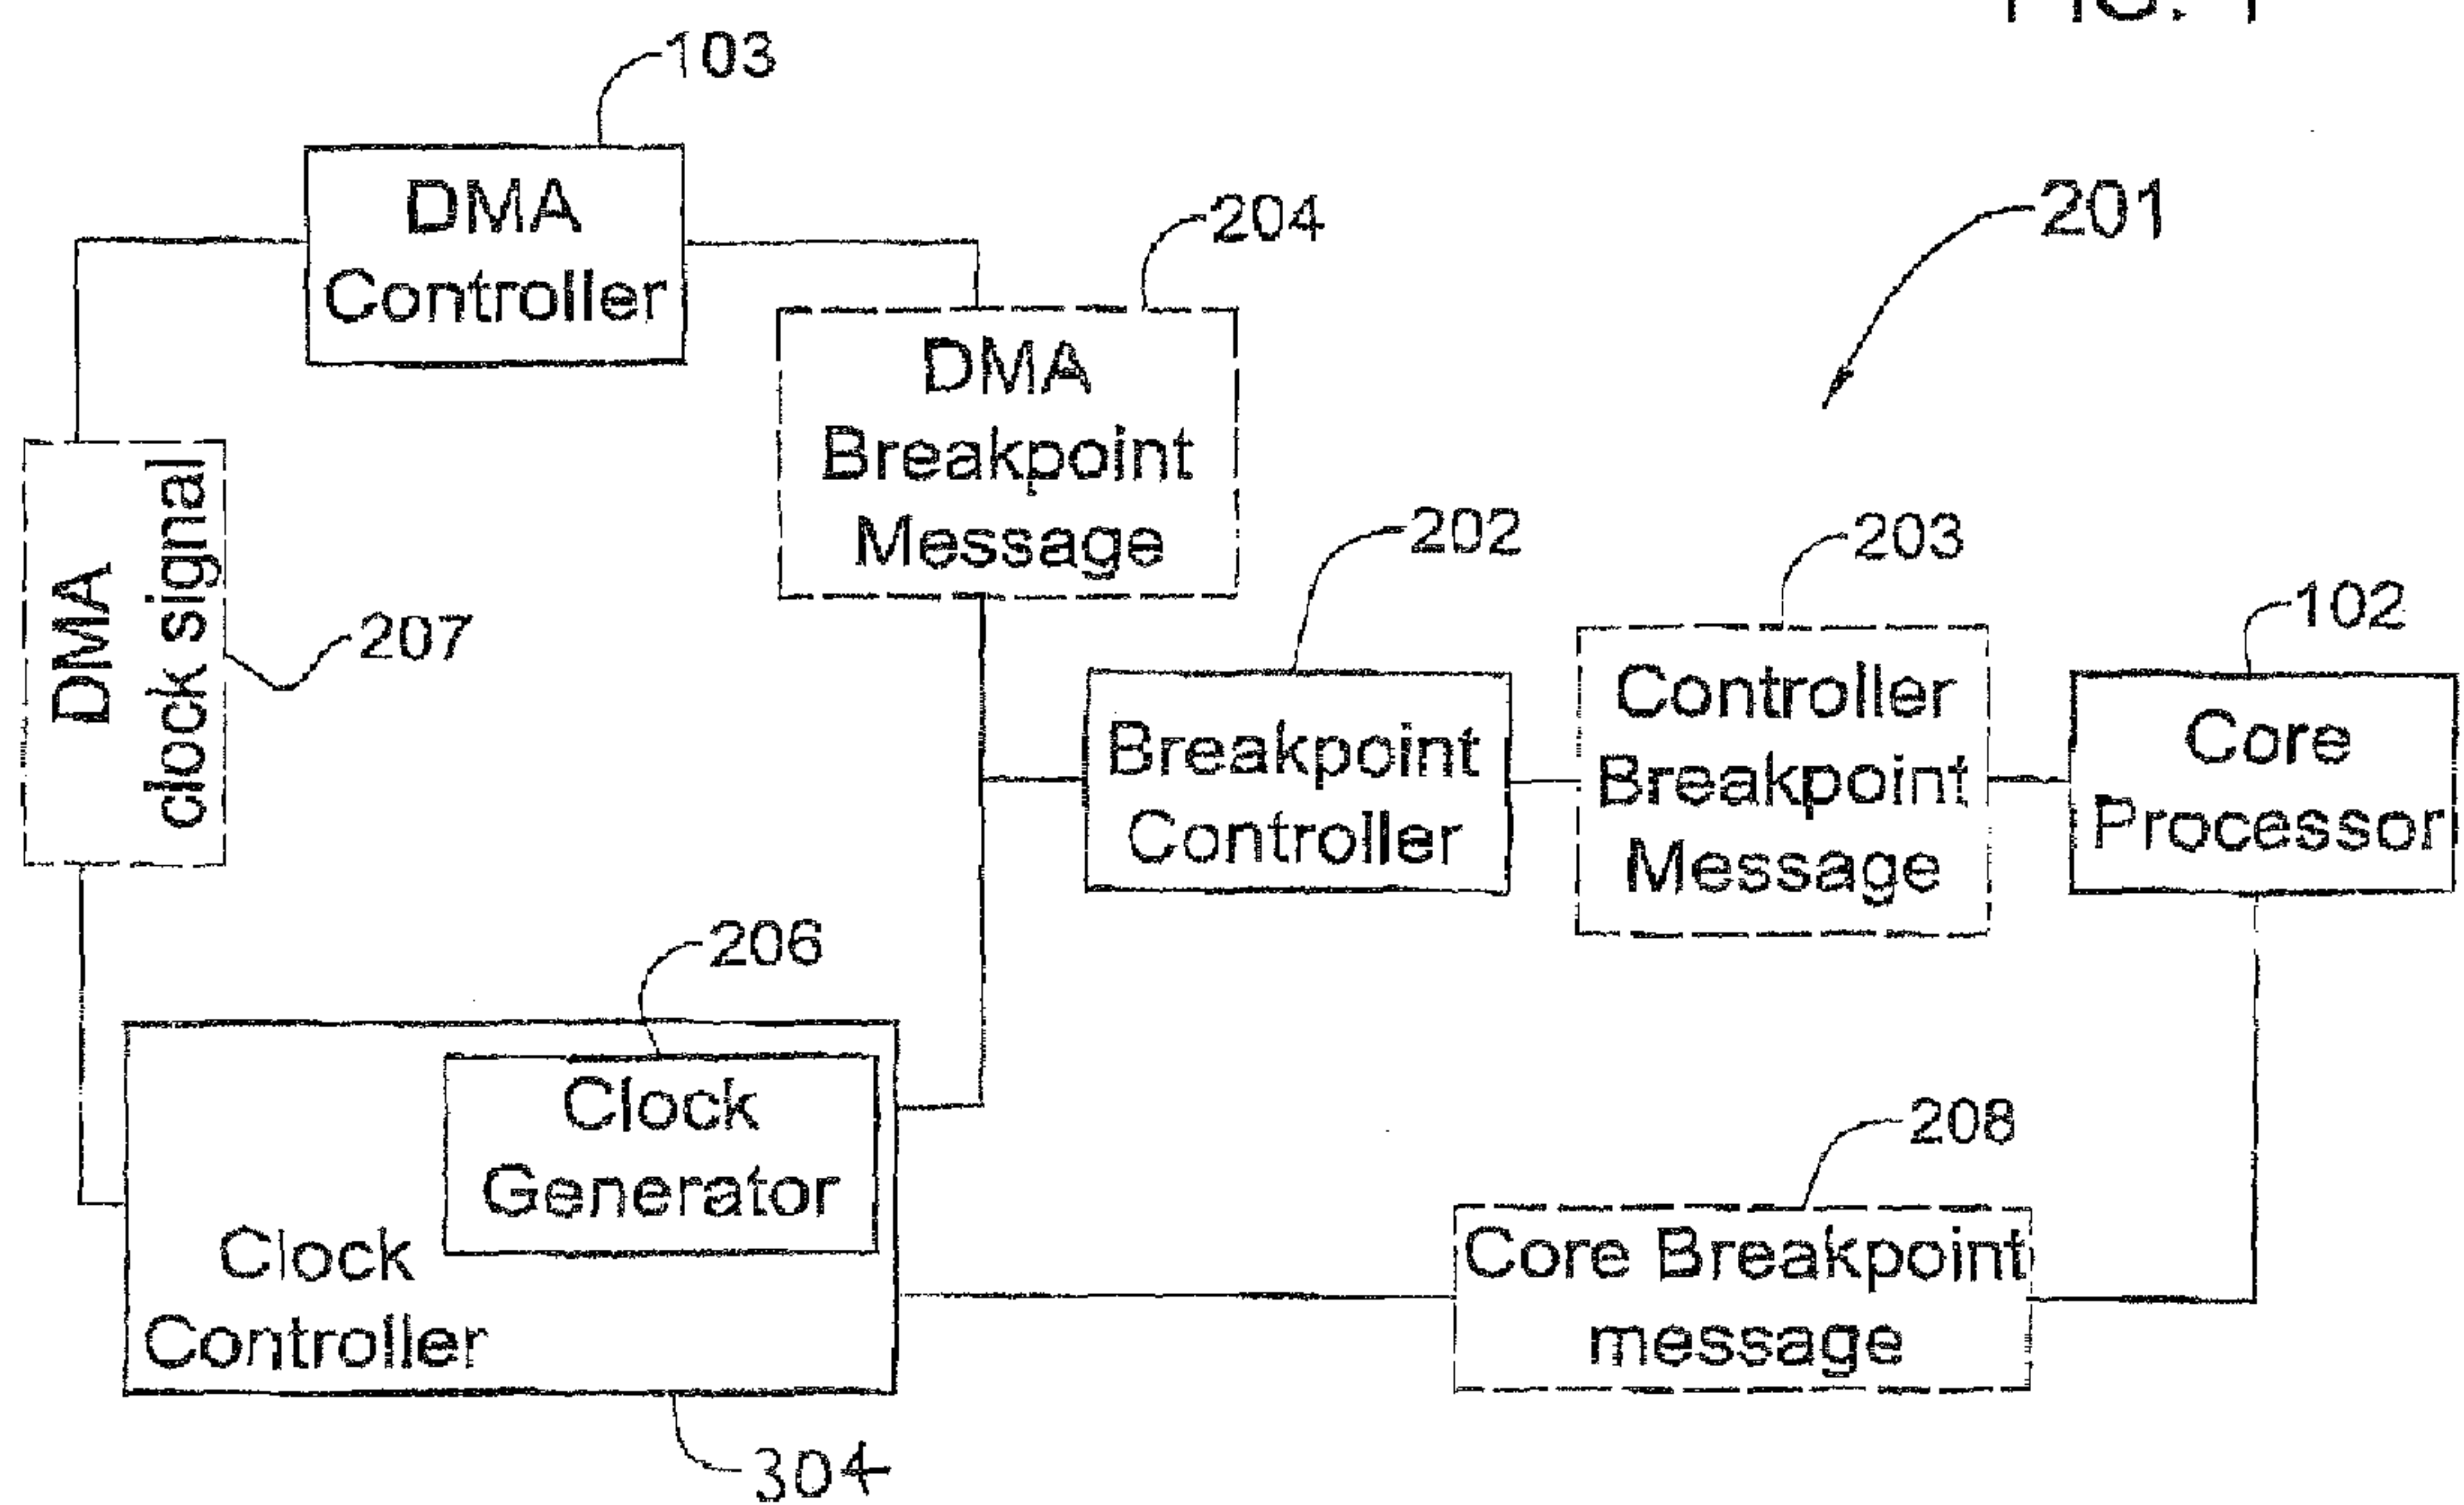 103
DMA
Controller
204
201
DMA
Breakpoint
Message
DMA
clock signal
207
202
203
102
Breakpoint
Controller
Controller
Breakpoint
Message
Core
Processor
206
Clock
Generator
Clock
Controller
304
208
Core Breakpoint
message